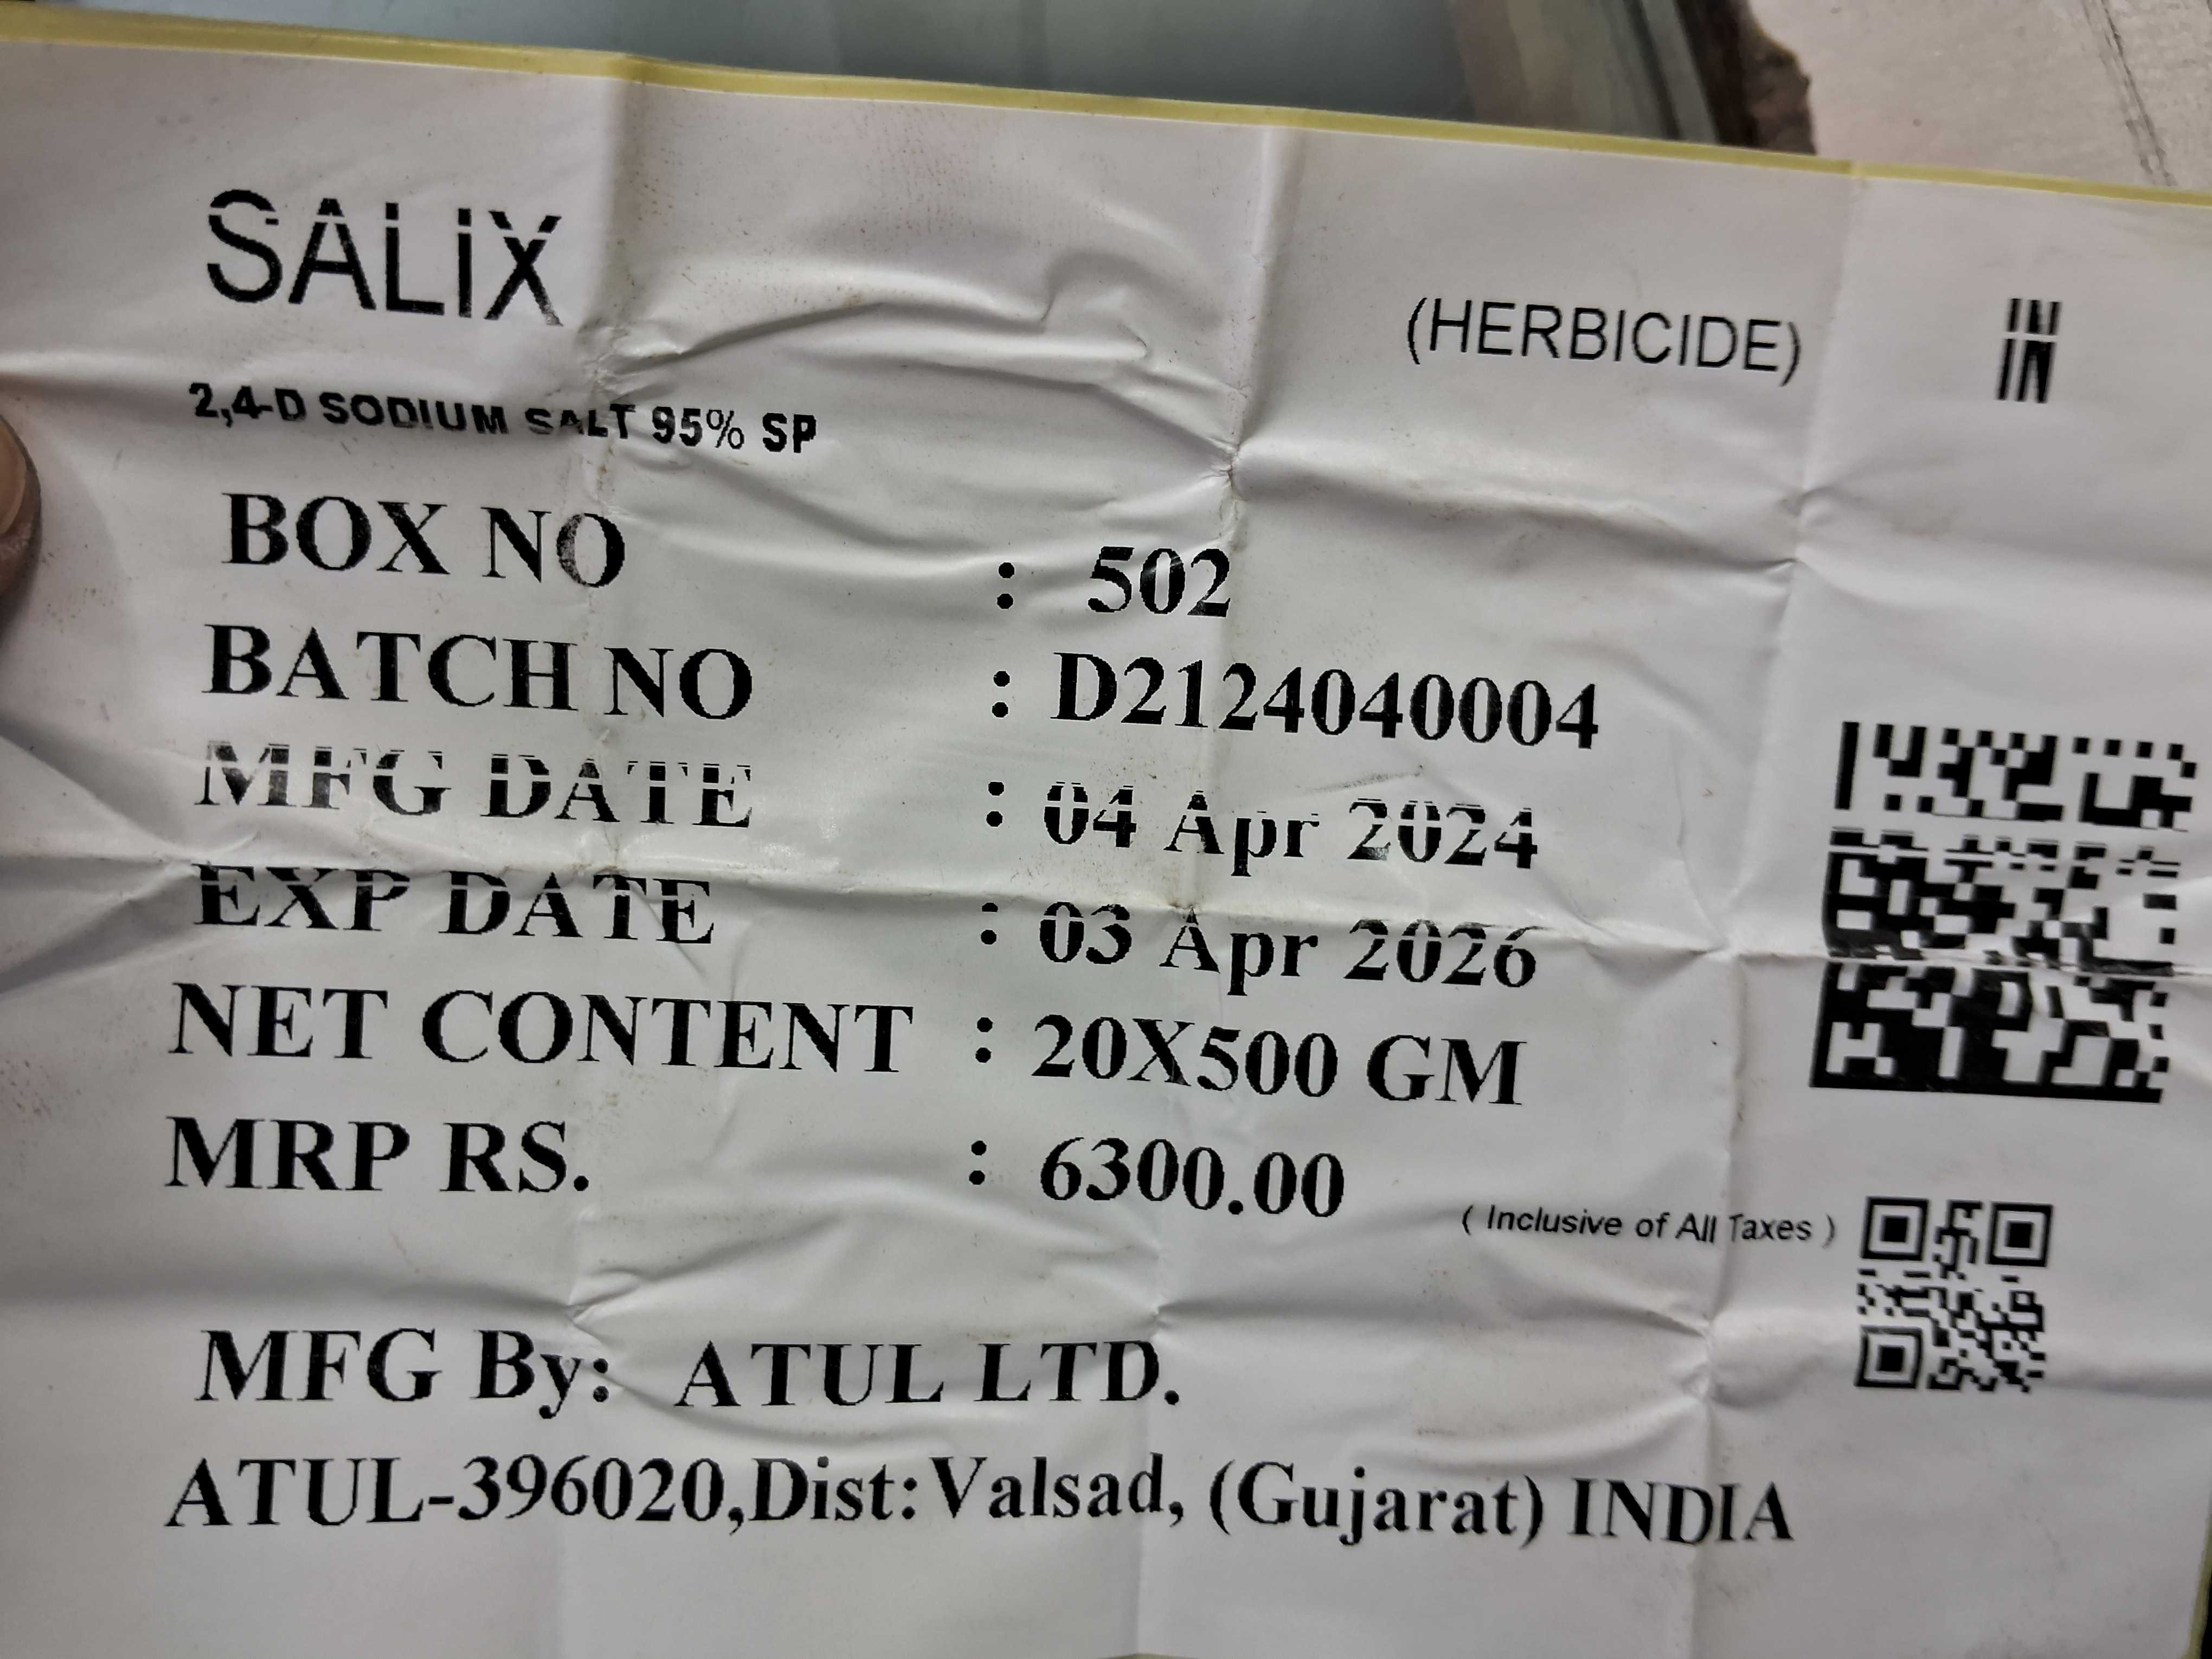 SALiX
(HERBICIDE)
IN
IN
2,4-D SODIUM SALT 95% SP
BOX NO : 502
BATCH NO : D2124040004
MFG DATE : 04 Apr 2024
EXP DATE : 03 Apr 2026
NET CONTENT : 20X500 GM
MRP RS. : 6300.00
( Inclusive of All Taxes )
MFG By: ATUL LTD.
ATUL-396020,Dist:Valsad, (Gujarat) INDIA